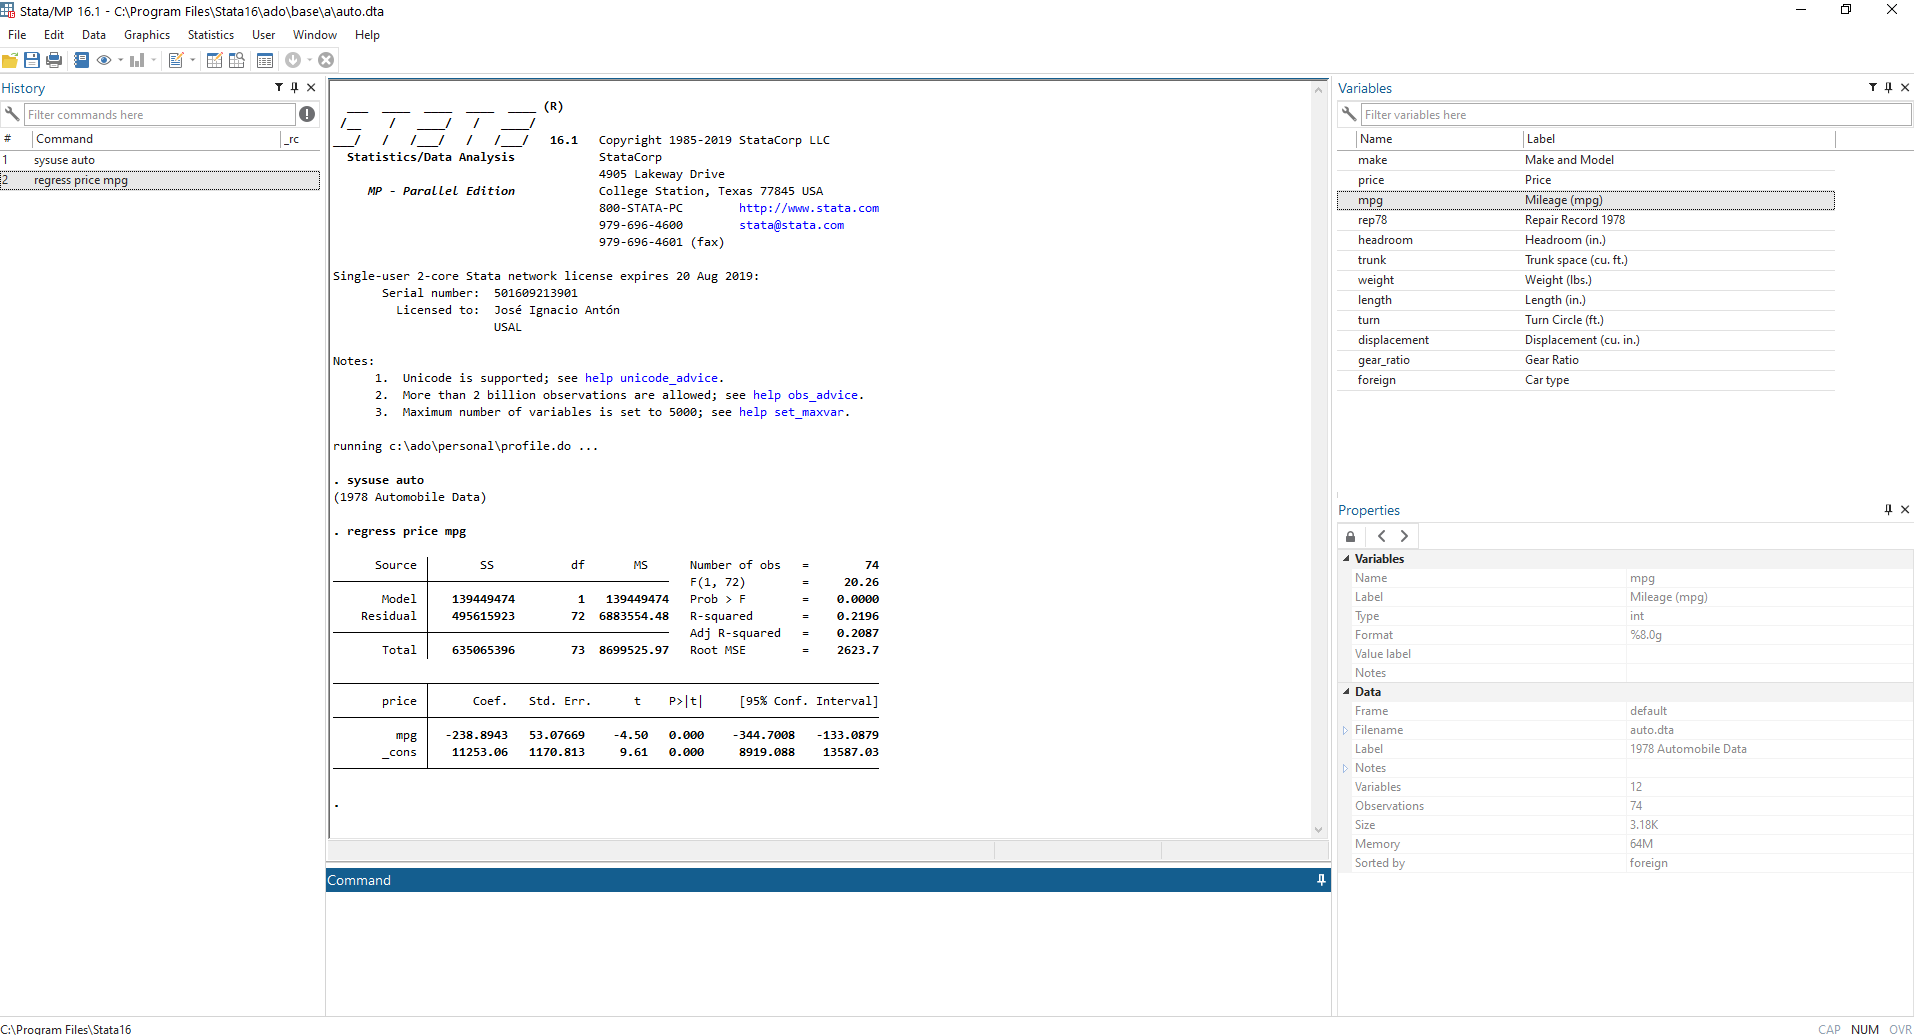 Stata/MP 16.1 - C:\Program Files\Stata16\ado\base\a\auto.dta
File Edit Data Graphics Statistics User Window Help
History
Filter commands here
# Command _rc
1 sysuse auto
2 regress price mpg
(R)
16.1 Copyright 1985-2019 StataCorp LLC
Statistics/Data Analysis StataCorp
4905 Lakeway Drive
MP - Parallel Edition College Station, Texas 77845 USA
800-STATA-PC http://www.stata.com
979-696-4600 stata@stata.com
979-696-4601 (fax)
Single-user 2-core Stata network license expires 20 Aug 2019:
Serial number: 501609213901
Licensed to: José Ignacio Antón
USAL
Notes:
1. Unicode is supported; see help unicode_advice.
2. More than 2 billion observations are allowed; see help obs_advice.
3. Maximum number of variables is set to 5000; see help set_maxvar.
running c:\ado\personal\profile.do ...
. sysuse auto
(1978 Automobile Data)
. regress price mpg
Source SS df MS Number of obs = 74
F(1, 72) = 20.26
Model 139449474 1 139449474 Prob > F = 0.0000
Residual 495615923 72 6883554.48 R-squared = 0.2196
Adj R-squared = 0.2087
Total 635065396 73 8699525.97 Root MSE = 2623.7
price Coef. Std. Err. t P>|t| [95% Conf. Interval]
mpg -238.8943 53.07669 -4.50 0.000 -344.7008 -133.0879
_cons 11253.06 1170.813 9.61 0.000 8919.088 13587.03
.
Command
Variables
Filter variables here
Name Label
make Make and Model
price Price
mpg Mileage (mpg)
rep78 Repair Record 1978
headroom Headroom (in.)
trunk Trunk space (cu. ft.)
weight Weight (lbs.)
length Length (in.)
turn Turn Circle (ft.)
displacement Displacement (cu. in.)
gear_ratio Gear Ratio
foreign Car type
Properties
Variables
Name mpg
Label Mileage (mpg)
Type int
Format %8.0g
Value label
Notes
Data
Frame default
Filename auto.dta
Label 1978 Automobile Data
Notes
Variables 12
Observations 74
Size 3.18K
Memory 64M
Sorted by foreign
C:\Program Files\Stata16
CAP NUM OVR